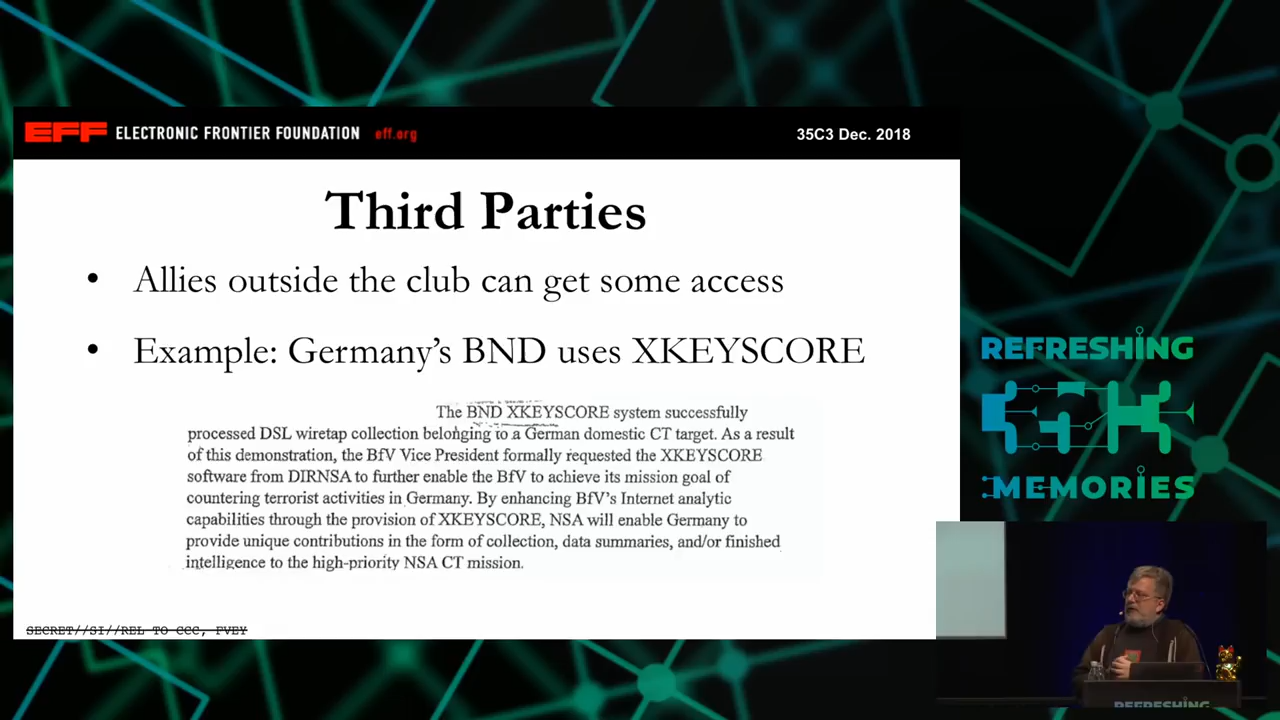 EFF ELECTRONIC FRONTIER FOUNDATION eff.org
35C3 Dec. 2018
Third Parties
• Allies outside the club can get some access
• Example: Germany's BND uses XKEYSCORE
The BND XKEYSCORE system successfully
processed DSL wiretap collection belonging to a German domestic CT target. As a result
of this demonstration, the BfV Vice President formally requested the XKEYSCORE
software from DIRNSA to further enable the BfV to achieve its mission goal of
countering terrorist activities in Germany. By enhancing BfV's Internet analytic
capabilities through the provision of XKEYSCORE, NSA will enable Germany to
provide unique contributions in the form of collection, data summaries, and/or finished
intelligence to the high-priority NSA CT mission.
SECRET//SI//REL TO CCC, FVEY
REFRESHING
MEMORIES
REFRESHING